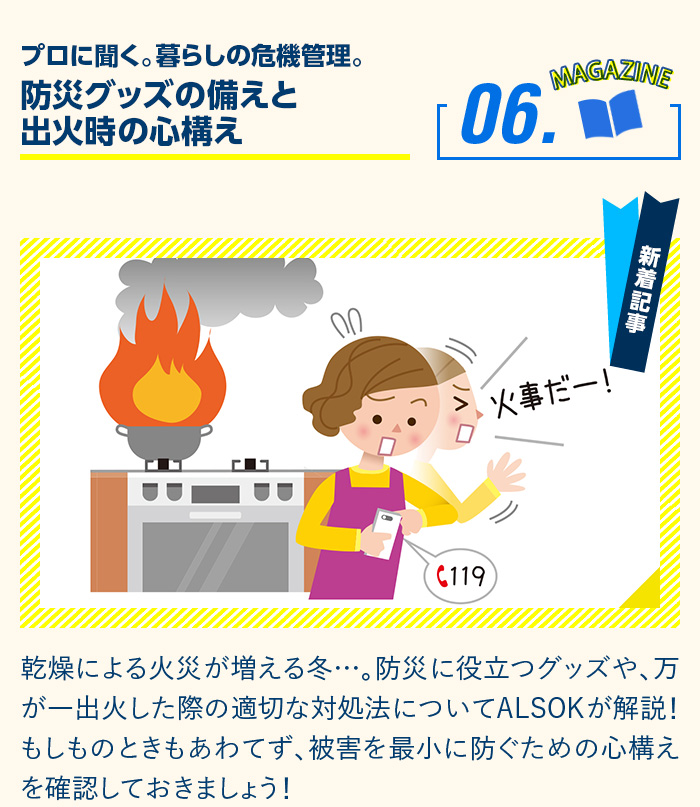 プロに聞く。暮らしの危機管理。
防災グッズの備えと
出火時の心構え
06.
MAGAZINE
新着記事
火事だー!
119
乾燥による火災が増える冬…。防災に役立つグッズや、万
が一出火した際の適切な対処法についてALSOKが解説!
もしものときもあわてず、被害を最小に防ぐための心構え
を確認しておきましょう!